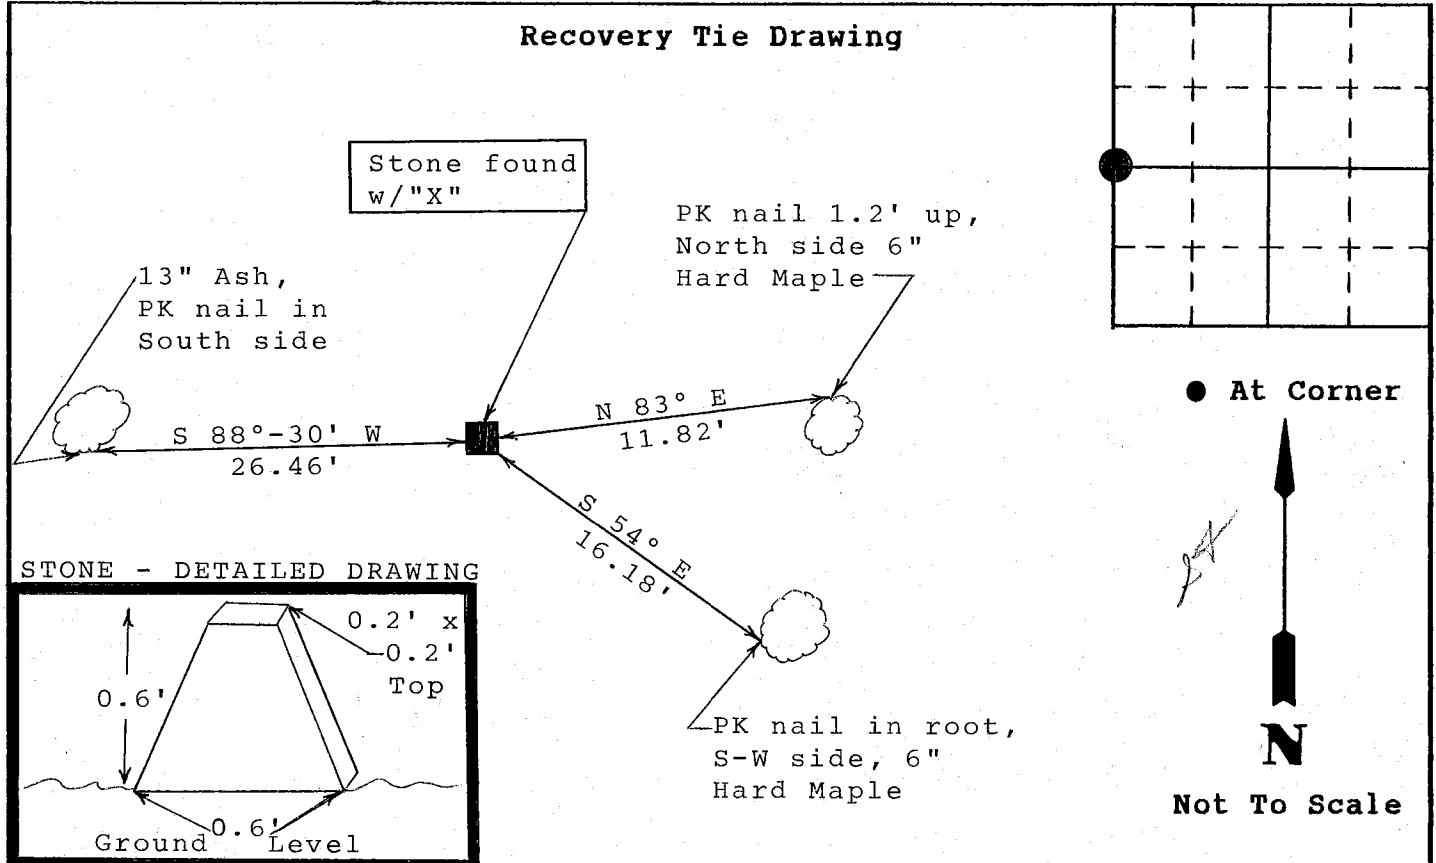 Recovery Tie Drawing
Stone found
w/"X"
PK nail 1.2' up,
North side 6"
Hard Maple
13" Ash,
PK nail in
South side
S 88°-30' W
26.46'
N 83° E
11.82'
S 54° E
16.18'
● At Corner
STONE - DETAILED DRAWING
0.2' x
0.2'
Top
0.6'
0.6'
Ground Level
PK nail in root,
S-W side, 6"
Hard Maple
N
Not To Scale